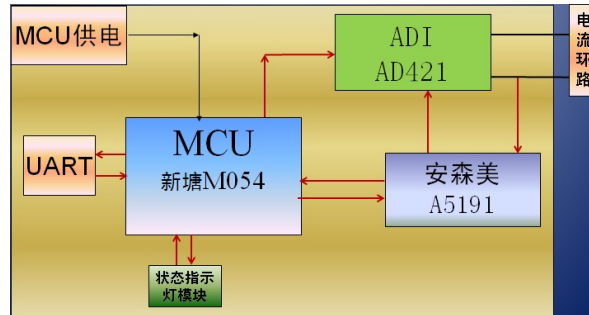 MCU供电
ADI
AD421
电
流
环
路
MCU
新塘M054
UART
安森美
A5191
状态指示
灯模块